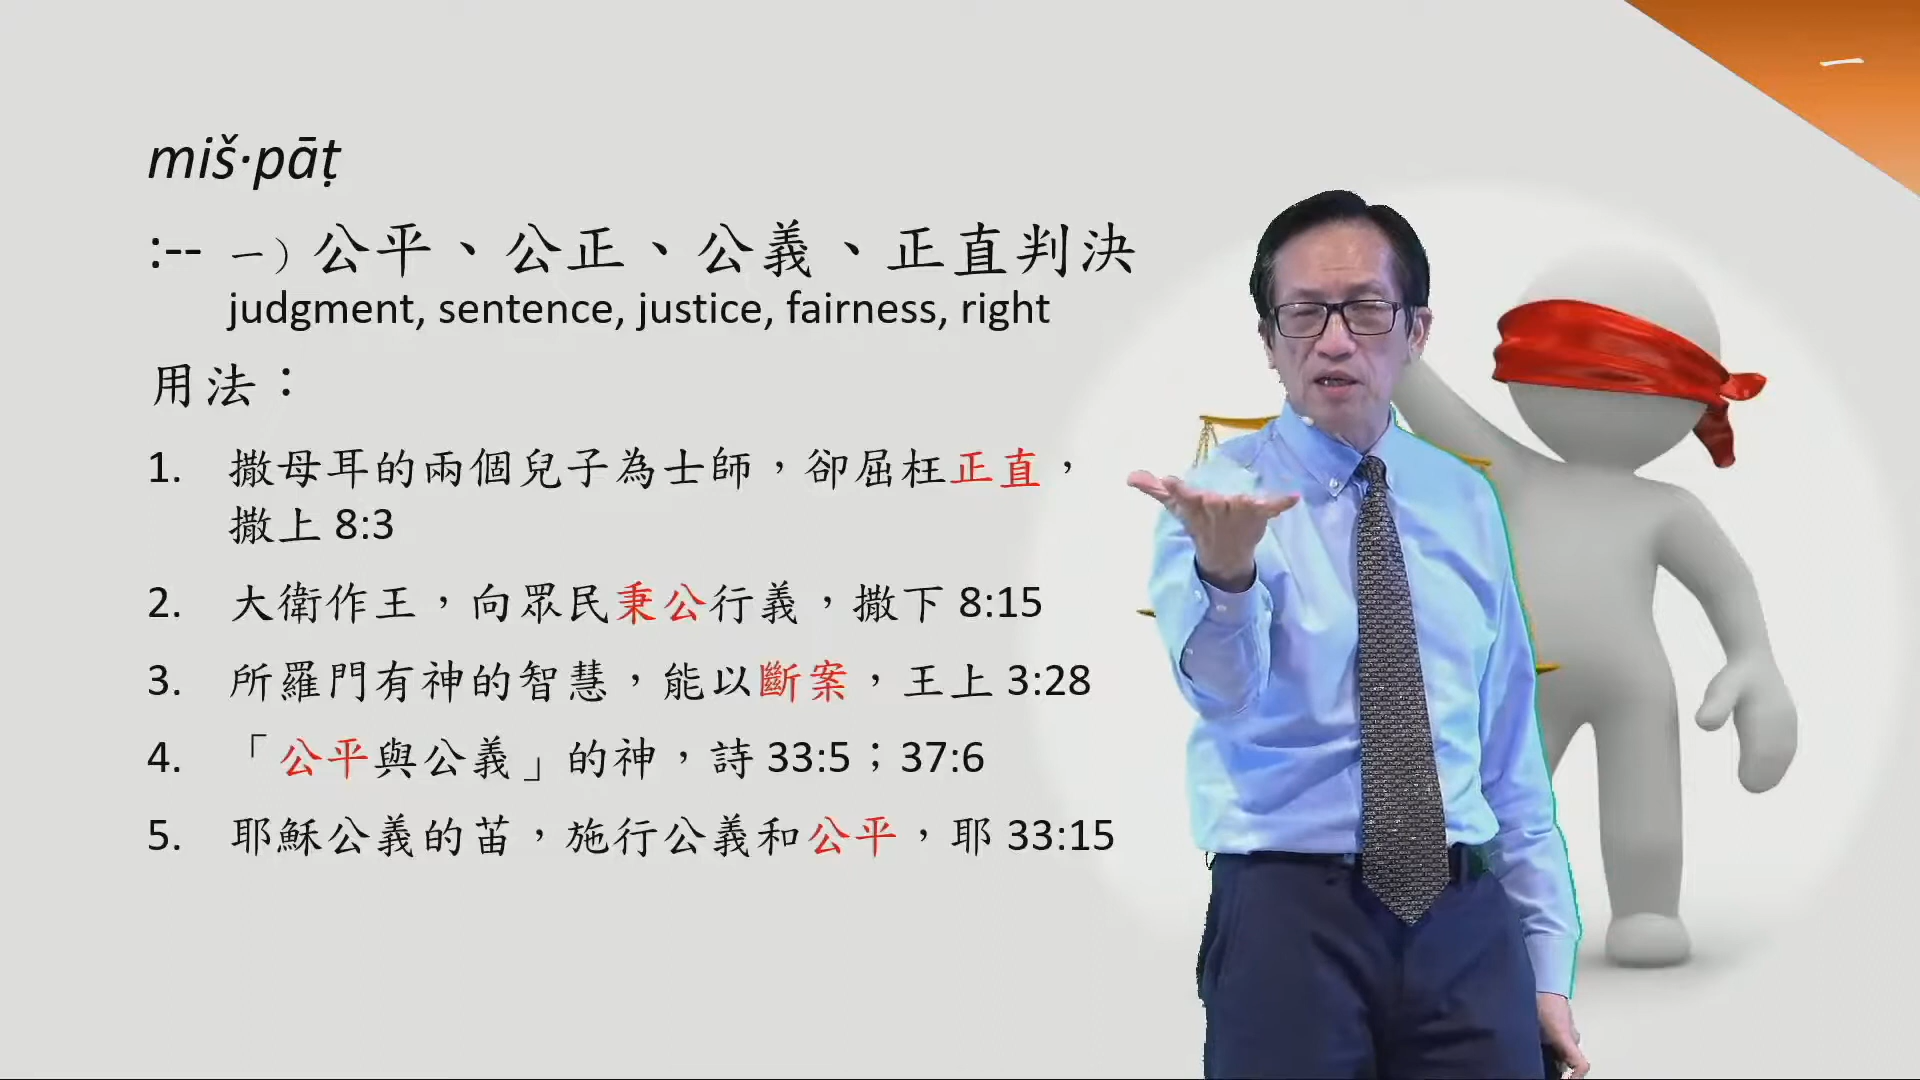 一
miš·pāṭ
:-- 一）公平、公正、公義、正直判決
judgment, sentence, justice, fairness, right
用法：
1. 撒母耳的兩個兒子為士師，卻屈枉正直，
撒上 8:3
2. 大衛作王，向眾民秉公行義，撒下 8:15
3. 所羅門有神的智慧，能以斷案，王上 3:28
4. 「公平與公義」的神，詩 33:5；37:6
5. 耶穌公義的苗，施行公義和公平，耶 33:15